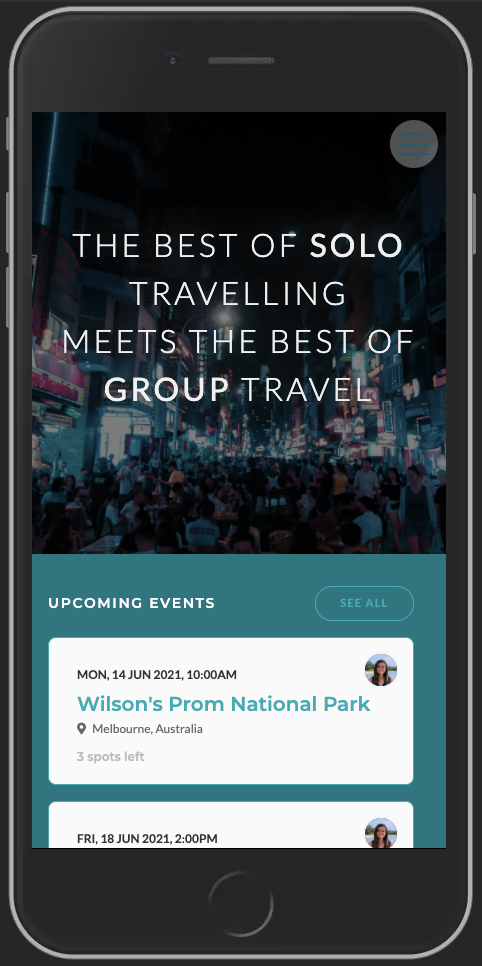 THE BEST OF SOLO
TRAVELLING
MEETS THE BEST OF
GROUP TRAVEL
UPCOMING EVENTS
SEE ALL
MON, 14 JUN 2021, 10:00AM
Wilson's Prom National Park
Melbourne, Australia
3 spots left
FRI, 18 JUN 2021, 2:00PM